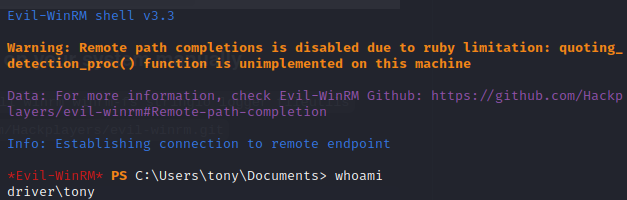 Evil-WinRM shell v3.3
Warning: Remote path completions is disabled due to ruby limitation: quoting_
detection_proc() function is unimplemented on this machine
Data: For more information, check Evil-WinRM Github: https://github.com/Hackp
layers/evil-winrm#Remote-path-completion
Info: Establishing connection to remote endpoint
*Evil-WinRM* PS C:\Users\tony\Documents> whoami
driver\tony